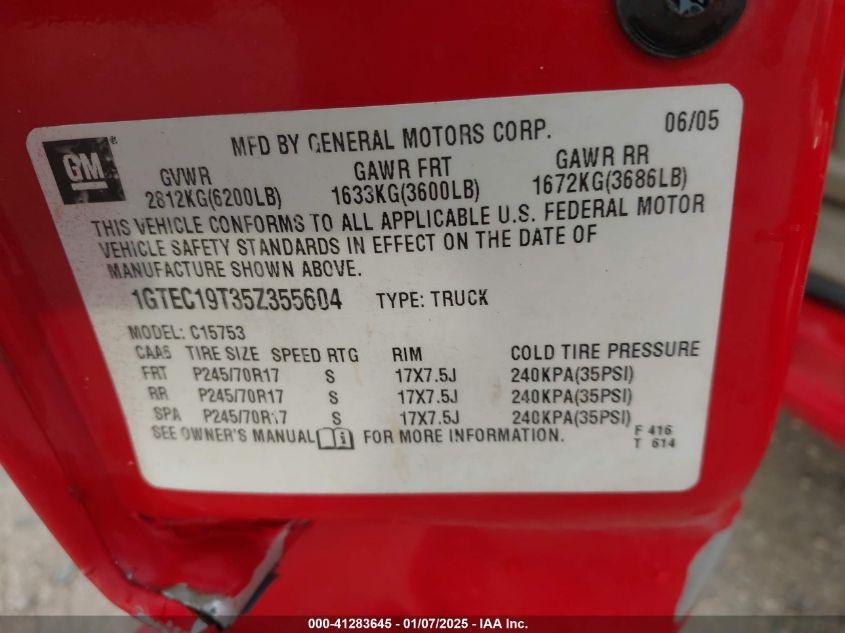 MFD BY GENERAL MOTORS CORP. 06/05
GM
GVWR GAWR FRT GAWR RR
2812KG(6200LB) 1633KG(3600LB) 1672KG(3686LB)
THIS VEHICLE CONFORMS TO ALL APPLICABLE U.S. FEDERAL MOTOR
VEHICLE SAFETY STANDARDS IN EFFECT ON THE DATE OF
MANUFACTURE SHOWN ABOVE.
1GTEC19T35Z355604 TYPE: TRUCK
MODEL: C15753
CAA6 TIRE SIZE SPEED RTG RIM COLD TIRE PRESSURE
FRT P245/70R17 S 17X7.5J 240KPA(35PSI)
RR P245/70R17 S 17X7.5J 240KPA(35PSI)
SPA P245/70R17 S 17X7.5J 240KPA(35PSI)
SEE OWNER'S MANUAL i FOR MORE INFORMATION. F 416
T 614
000-41283645 - 01/07/2025 - IAA Inc.